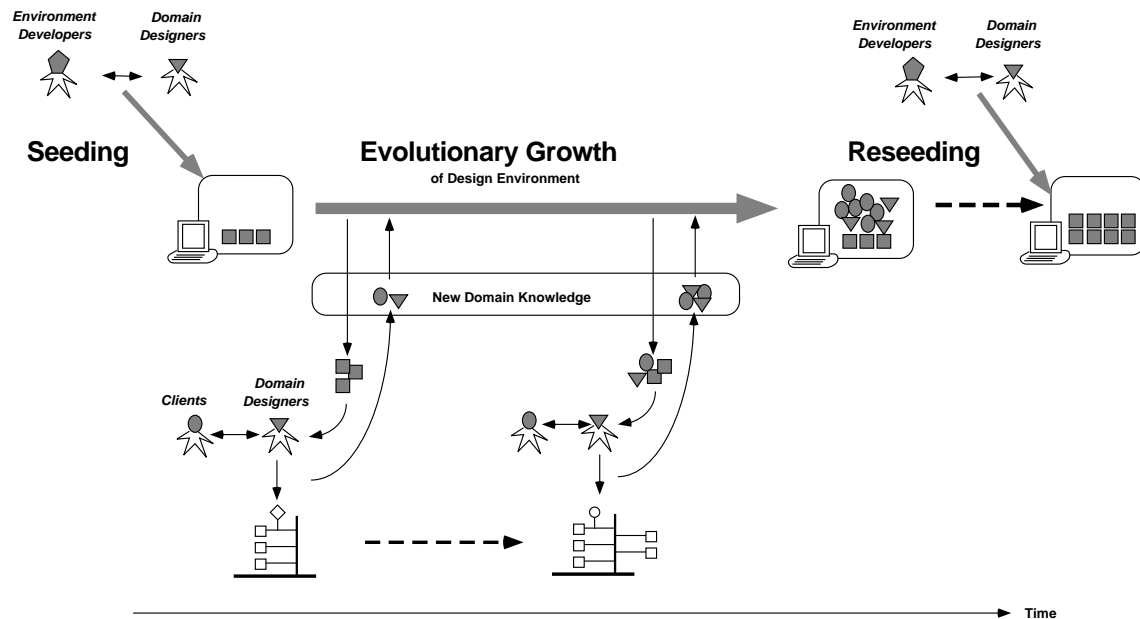 Environment
Developers
Domain
Designers
Environment
Developers
Domain
Designers
Seeding
Evolutionary Growth
of Design Environment
Reseeding
New Domain Knowledge
Clients
Domain
Designers
Time